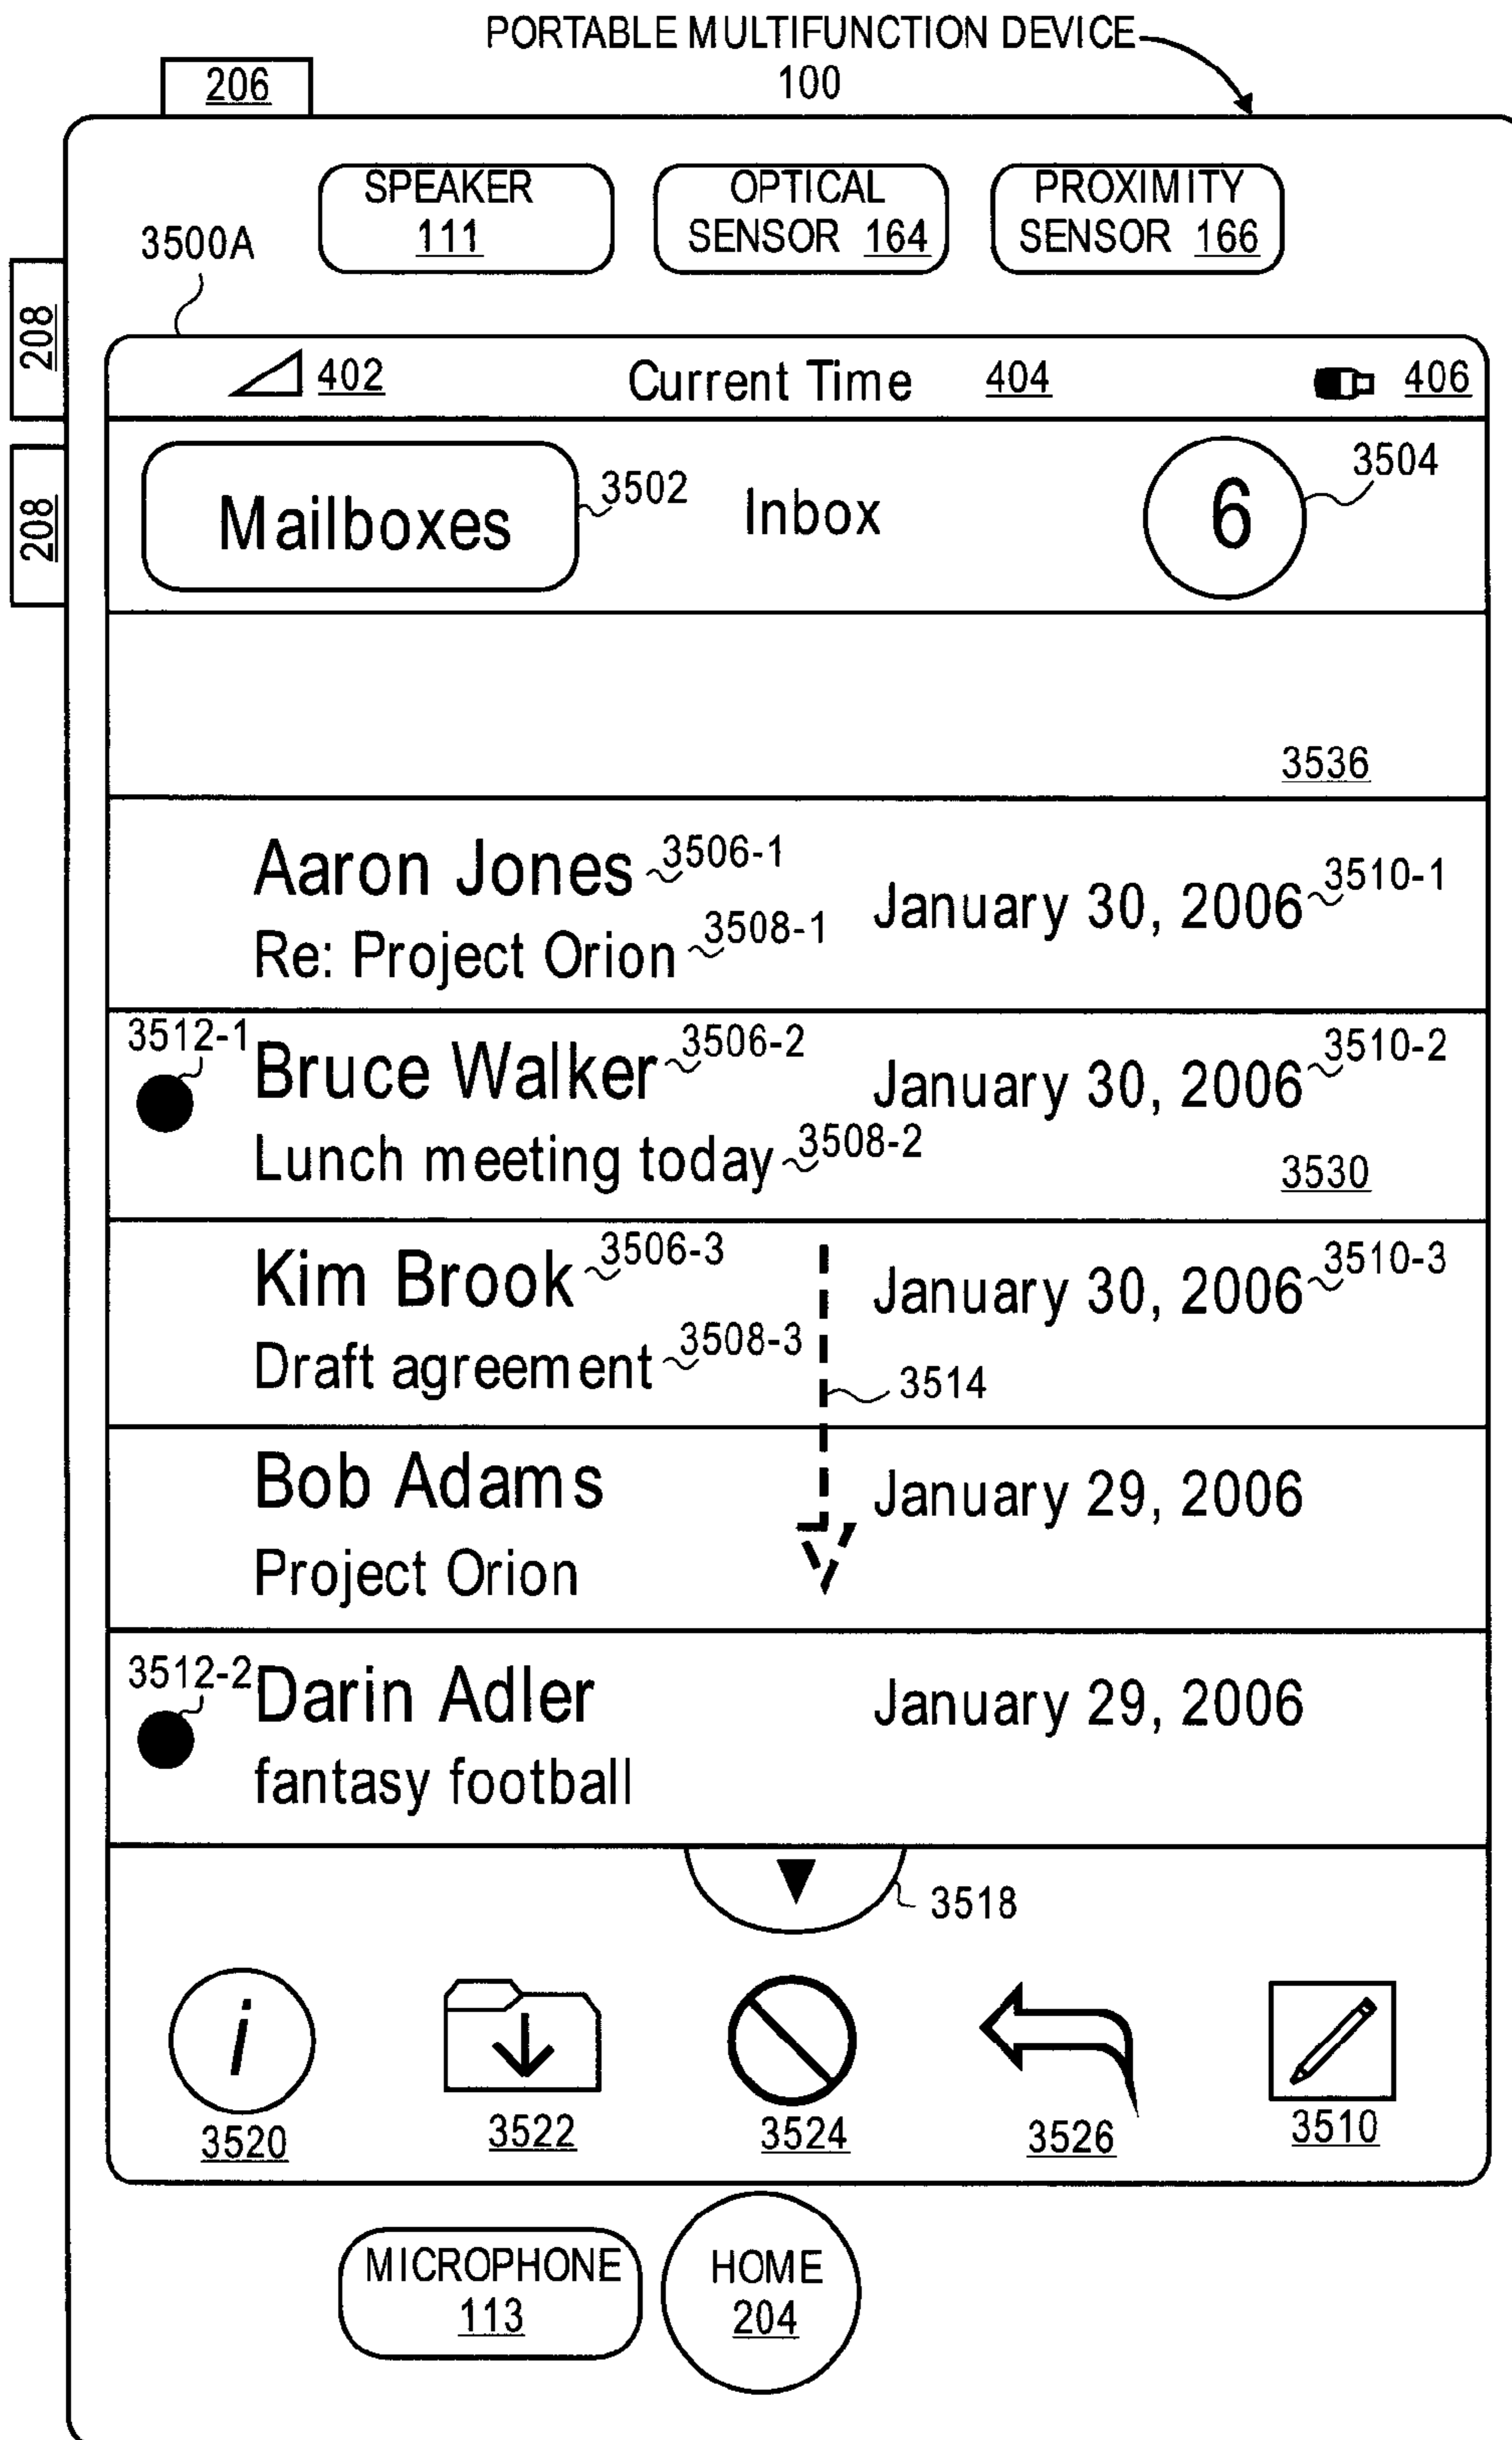 PORTABLE MULTIFUNCTION DEVICE
100
206
SPEAKER
111
OPTICAL
SENSOR 164
PROXIMITY
SENSOR 166
3500A
208
208
402
Current Time 404
406
Mailboxes
3502
Inbox
6
3504
3536
Aaron Jones 3506-1
January 30, 2006 3510-1
Re: Project Orion 3508-1
3512-1
Bruce Walker 3506-2
January 30, 2006 3510-2
Lunch meeting today 3508-2
3530
Kim Brook 3506-3
January 30, 2006 3510-3
Draft agreement 3508-3
3514
Bob Adams
January 29, 2006
Project Orion
3512-2
Darin Adler
January 29, 2006
fantasy football
3518
i
3520
3522
3524
3526
3510
MICROPHONE
113
HOME
204